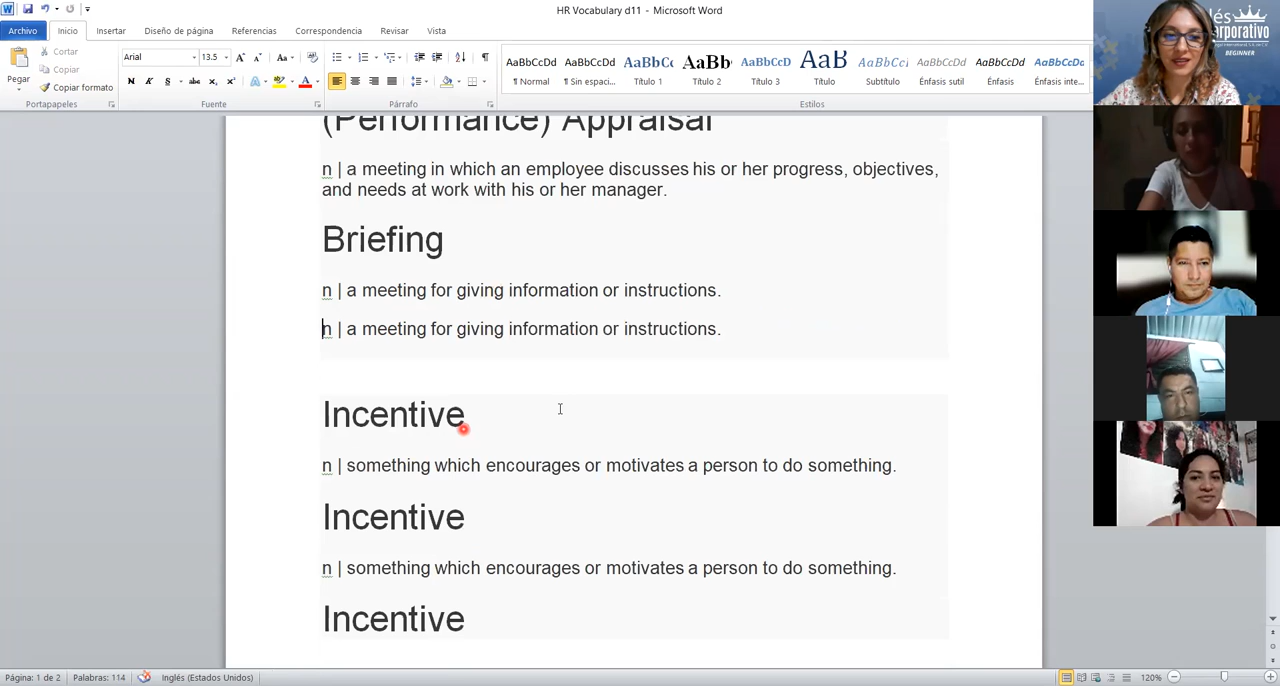 HR Vocabulary d11 - Microsoft Word
Archivo Inicio Insertar Diseño de página Referencias Correspondencia Revisar Vista
Pegar
Cortar
Copiar
Copiar formato
Portapapeles
Arial 13.5
Fuente
Párrafo
AaBbCcDd AaBbCcDd AaBbCc AaBbCc AaBbCcDd AaB AaBbCcI AaBbCcDd AaBbCcDd AaBbCcDc
¶ Normal ¶ Sin espaci... Título 1 Título 2 Título 3 Título Subtítulo Énfasis sutil Énfasis Énfasis inte...
Estilos
(Performance) Appraisal
n | a meeting in which an employee discusses his or her progress, objectives,
and needs at work with his or her manager.
Briefing
n | a meeting for giving information or instructions.
n | a meeting for giving information or instructions.
Incentive
n | something which encourages or motivates a person to do something.
Incentive
n | something which encourages or motivates a person to do something.
Incentive
Página: 1 de 2 Palabras: 114 Inglés (Estados Unidos) 120%
BEGINNER